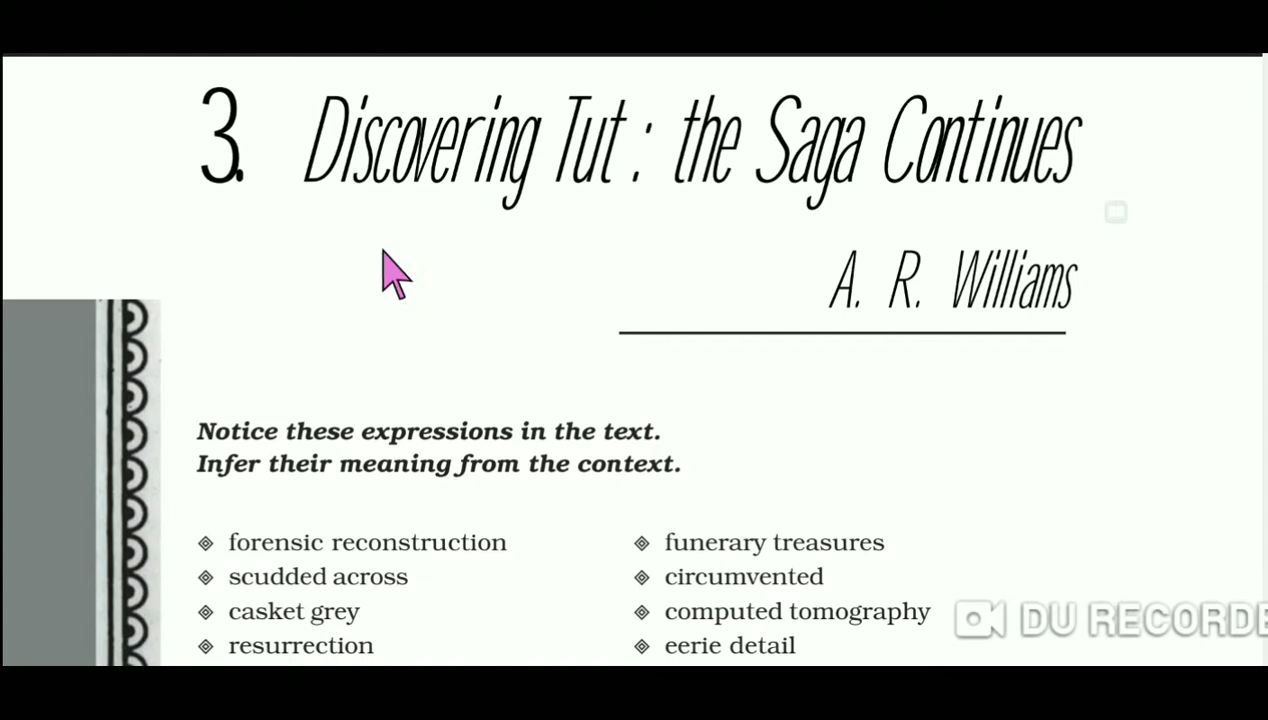 3. Discovering Tut : the Saga Continues
A. R. Williams
Notice these expressions in the text.
Infer their meaning from the context.
forensic reconstruction
scudded across
casket grey
resurrection
funerary treasures
circumvented
computed tomography
eerie detail
DU RECORDE